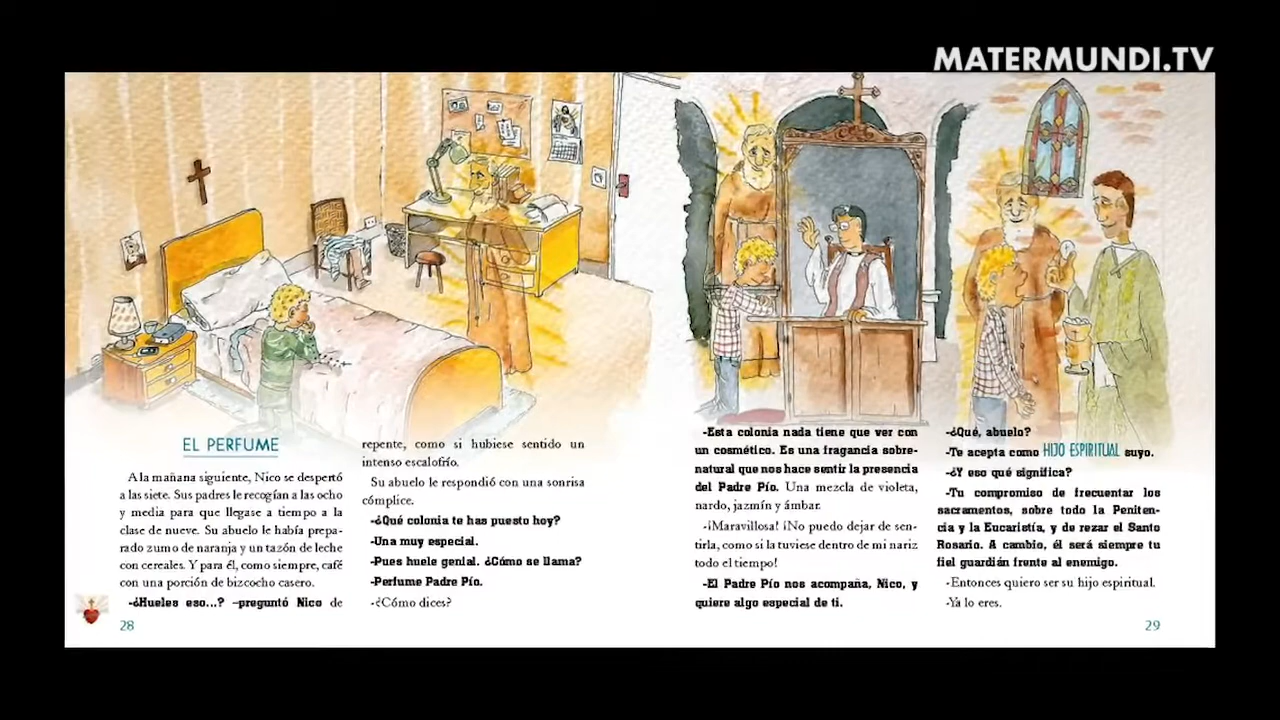 MATERMUNDI.TV
EL PERFUME
A la mañana siguiente, Nico se despertó
a las siete. Sus padres le recogían a las ocho
y media para que llegase a tiempo a la
clase de nueve. Su abuelo le había prepa-
rado zumo de naranja y un tazón de leche
con cereales. Y para él, como siempre, café
con una porción de bizcocho casero.
-¿Hueles eso...? –preguntó Nico de
28
repente, como si hubiese sentido un
intenso escalofrío.
Su abuelo le respondió con una sonrisa
cómplice.
-¿Qué colonia te has puesto hoy?
-Una muy especial.
-Pues huele genial. ¿Cómo se llama?
-Perfume Padre Pío.
-¿Cómo dices?
-Esta colonia nada tiene que ver con
un cosmético. Es una fragancia sobre-
natural que nos hace sentir la presencia
del Padre Pío. Una mezcla de violeta,
nardo, jazmín y ámbar.
-¡Maravillosa! ¡No puedo dejar de sen-
tirla, como si la tuviese dentro de mi nariz
todo el tiempo!
-El Padre Pío nos acompaña, Nico, y
quiere algo especial de ti.
-¿Qué, abuelo?
-Te acepta como HIJO ESPIRITUAL suyo.
-¿Y eso qué significa?
-Tu compromiso de frecuentar los
sacramentos, sobre todo la Peniten-
cia y la Eucaristía, y de rezar el Santo
Rosario. A cambio, él será siempre tu
fiel guardián frente al enemigo.
-Entonces quiero ser su hijo espiritual.
-Ya lo eres.
29